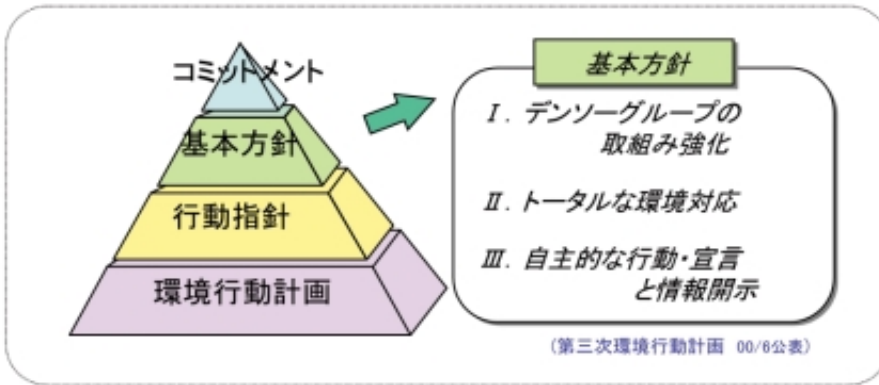 コミットメント
基本方針
行動指針
環境行動計画
基本方針
Ⅰ. デンソーグループの
取組み強化
Ⅱ. トータルな環境対応
Ⅲ. 自主的な行動・宣言
と情報開示
(第三次環境行動計画 00/6公表)